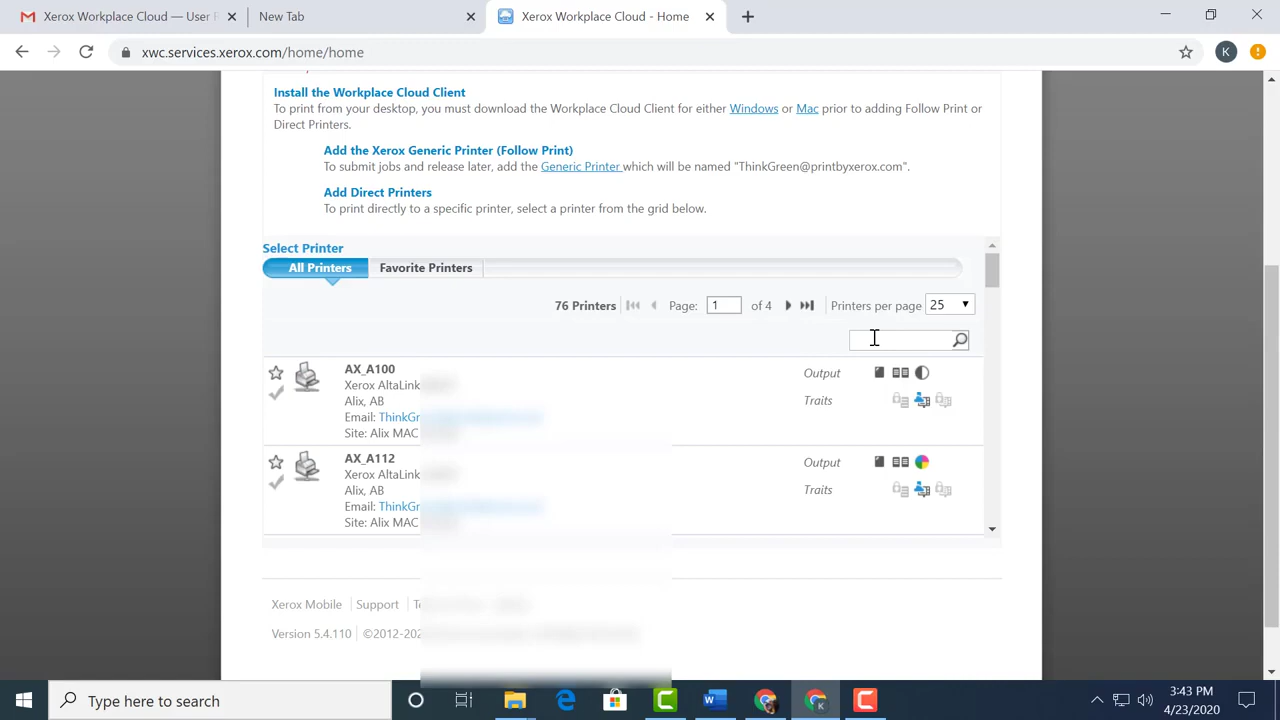 Xerox Workplace Cloud — User R
New Tab
Xerox Workplace Cloud - Home
xwc.services.xerox.com/home/home
K
Install the Workplace Cloud Client
To print from your desktop, you must download the Workplace Cloud Client for either Windows or Mac prior to adding Follow Print or
Direct Printers.
Add the Xerox Generic Printer (Follow Print)
To submit jobs and release later, add the Generic Printer which will be named "ThinkGreen@printbyxerox.com".
Add Direct Printers
To print directly to a specific printer, select a printer from the grid below.
Select Printer
All Printers
Favorite Printers
76 Printers
Page: 1 of 4
Printers per page 25
AX_A100
Xerox AltaLink
Alix, AB
Email: ThinkGr
Site: Alix MAC
Output
Traits
AX_A112
Xerox AltaLink
Alix, AB
Email: ThinkGr
Site: Alix MAC
Output
Traits
Xerox Mobile
Support
Version 5.4.110
©2012-202
Type here to search
3:43 PM
4/23/2020